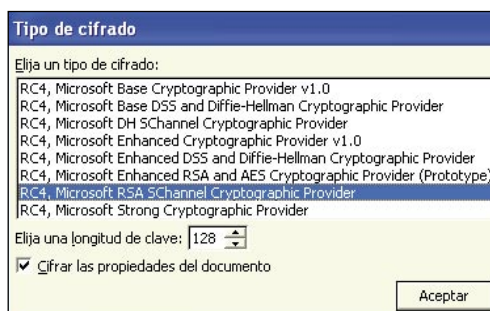 Tipo de cifrado
Elija un tipo de cifrado:
RC4, Microsoft Base Cryptographic Provider v1.0
RC4, Microsoft Base DSS and Diffie-Hellman Cryptographic Provider
RC4, Microsoft DH SChannel Cryptographic Provider
RC4, Microsoft Enhanced Cryptographic Provider v1.0
RC4, Microsoft Enhanced DSS and Diffie-Hellman Cryptographic Provider
RC4, Microsoft Enhanced RSA and AES Cryptographic Provider (Prototype)
RC4, Microsoft RSA SChannel Cryptographic Provider
RC4, Microsoft Strong Cryptographic Provider
Elija una longitud de clave: 128
Cifrar las propiedades del documento
Aceptar